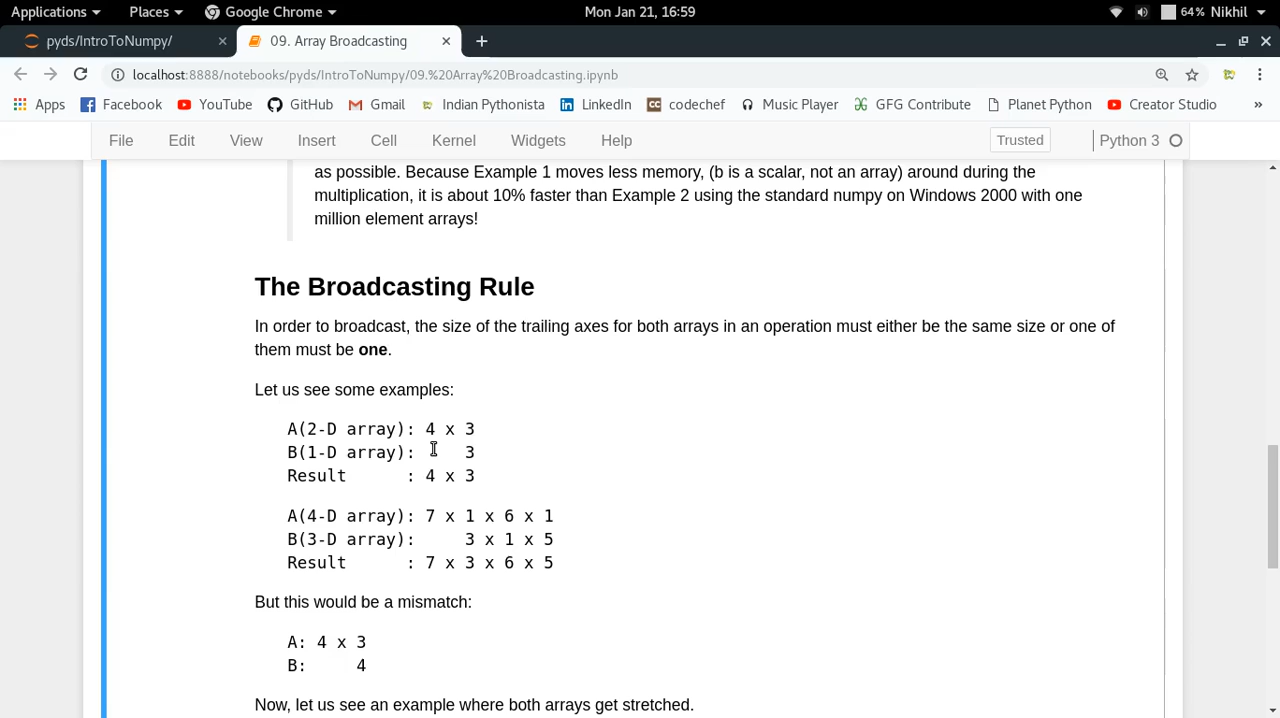 Applications Places Google Chrome Mon Jan 21, 16:59 64% Nikhil
pyds/IntroToNumpy/ 09. Array Broadcasting
localhost:8888/notebooks/pyds/IntroToNumpy/09.%20Array%20Broadcasting.ipynb
Apps Facebook YouTube GitHub Gmail Indian Pythonista LinkedIn CC codechef Music Player GFG Contribute Planet Python Creator Studio »
File Edit View Insert Cell Kernel Widgets Help Trusted Python 3
as possible. Because Example 1 moves less memory, (b is a scalar, not an array) around during the
multiplication, it is about 10% faster than Example 2 using the standard numpy on Windows 2000 with one
million element arrays!
The Broadcasting Rule
In order to broadcast, the size of the trailing axes for both arrays in an operation must either be the same size or one of
them must be one.
Let us see some examples:
A(2-D array): 4 x 3
B(1-D array):     3
Result      : 4 x 3
A(4-D array): 7 x 1 x 6 x 1
B(3-D array):     3 x 1 x 5
Result      : 7 x 3 x 6 x 5
But this would be a mismatch:
A: 4 x 3
B:     4
Now, let us see an example where both arrays get stretched.